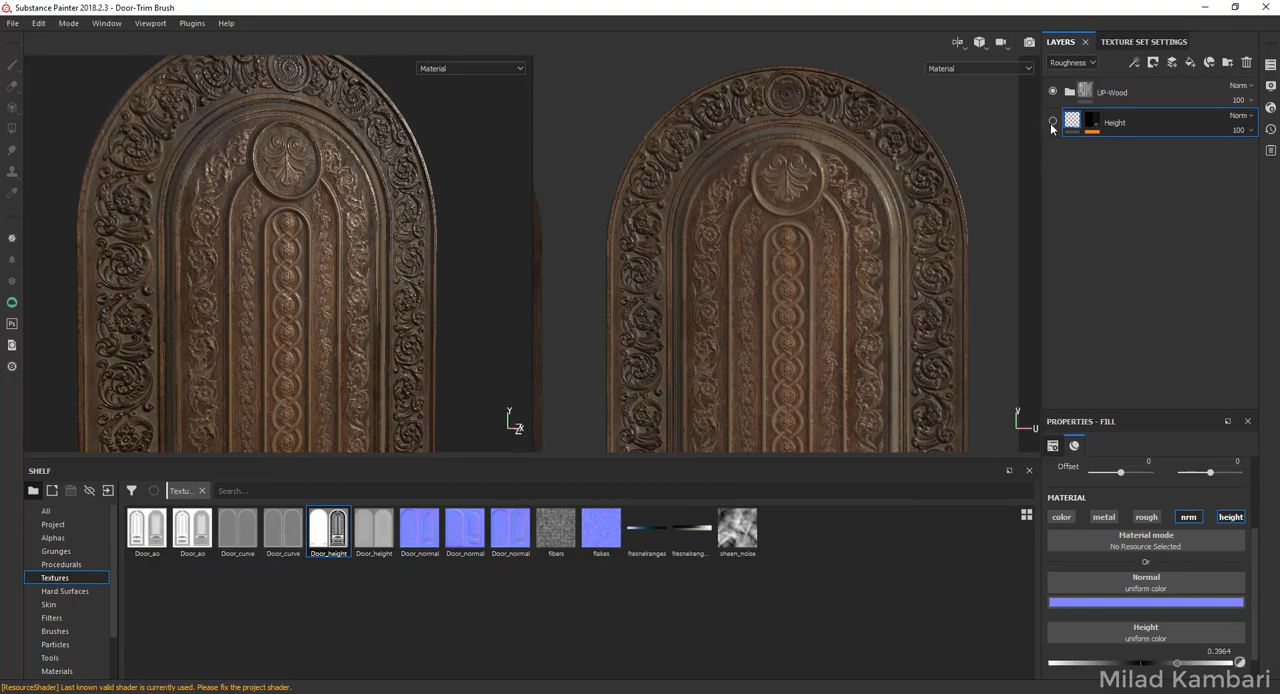 Substance Painter 2018.2.3 - Door-Trim Brush
File Edit Mode Window Viewport Plugins Help
Material
Material
LAYERS TEXTURE SET SETTINGS
Roughness
UP-Wood Norm
100
Height Norm
100
Y
Z
V
U
Ps
PROPERTIES - FILL
Offset 0 0
MATERIAL
color metal rough nrm height
Material mode
No Resource Selected
Or
Normal
uniform color
Height
uniform color
0.3964
SHELF
Textu... Search...
All
Project
Alphas
Grunges
Procedurals
Textures
Hard Surfaces
Skin
Filters
Brushes
Particles
Tools
Materials
Door_ao Door_ao Door_curve Door_curve Door_height Door_height Door_normal Door_normal Door_normal fibers flakes fresnelranges fresnelrang... sheen_noise
[ResourceShader] Last known valid shader is currently used. Please fix the project shader.
Milad Kambari